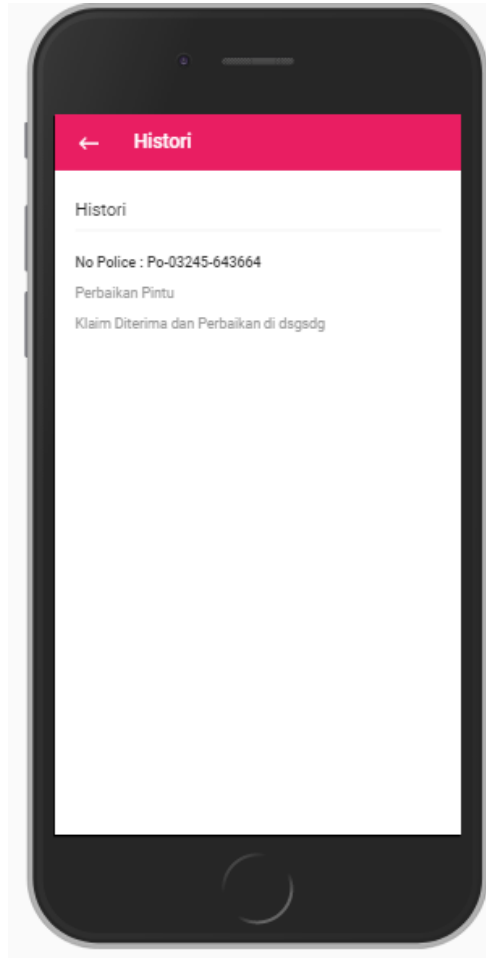 Histori
Histori
No Police : Po-03245-643664
Perbaikan Pintu
Klaim Diterima dan Perbaikan di dsgsdg